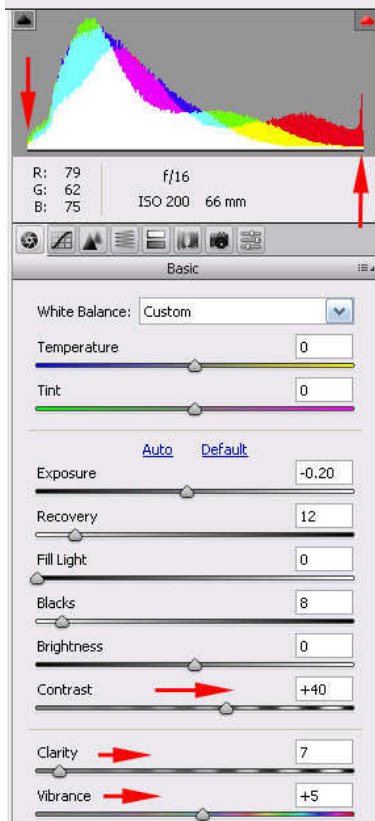 R: 79
G: 62
B: 75
f/16
ISO 200 66 mm
Basic
White Balance: Custom
Temperature 0
Tint 0
Auto Default
Exposure -0.20
Recovery 12
Fill Light 0
Blacks 8
Brightness 0
Contrast +40
Clarity 7
Vibrance +5